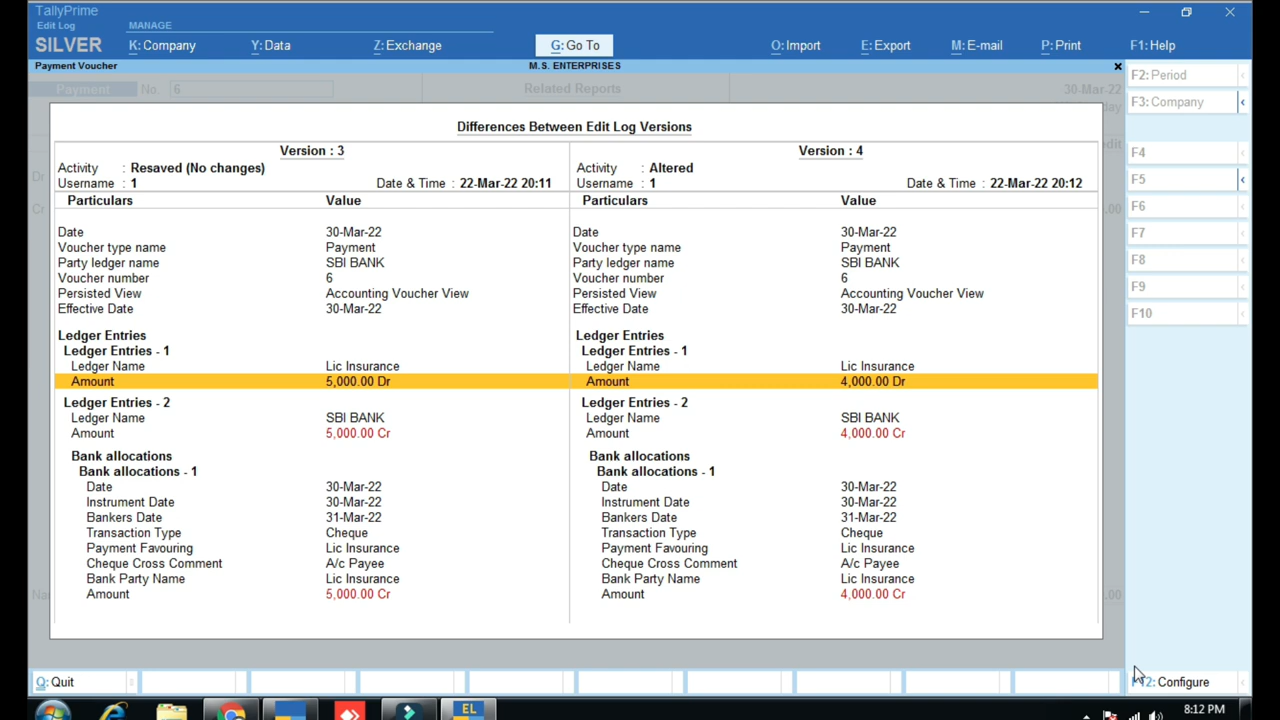 TallyPrime
Edit Log
MANAGE
SILVER K: Company Y: Data Z: Exchange G: Go To O: Import E: Export M: E-mail P: Print F1: Help
Payment Voucher M.S. ENTERPRISES ×
Payment No. 6 Related Reports 30-Mar-22
Differences Between Edit Log Versions
Version : 3 Version : 4
Activity : Resaved (No changes) Activity : Altered
Username : 1 Date & Time : 22-Mar-22 20:11 Username : 1 Date & Time : 22-Mar-22 20:12
Particulars Value Particulars Value
Date 30-Mar-22 Date 30-Mar-22
Voucher type name Payment Voucher type name Payment
Party ledger name SBI BANK Party ledger name SBI BANK
Voucher number 6 Voucher number 6
Persisted View Accounting Voucher View Persisted View Accounting Voucher View
Effective Date 30-Mar-22 Effective Date 30-Mar-22
Ledger Entries Ledger Entries
Ledger Entries - 1 Ledger Entries - 1
Ledger Name Lic Insurance Ledger Name Lic Insurance
Amount 5,000.00 Dr Amount 4,000.00 Dr
Ledger Entries - 2 Ledger Entries - 2
Ledger Name SBI BANK Ledger Name SBI BANK
Amount 5,000.00 Cr Amount 4,000.00 Cr
Bank allocations Bank allocations
Bank allocations - 1 Bank allocations - 1
Date 30-Mar-22 Date 30-Mar-22
Instrument Date 30-Mar-22 Instrument Date 30-Mar-22
Bankers Date 31-Mar-22 Bankers Date 31-Mar-22
Transaction Type Cheque Transaction Type Cheque
Payment Favouring Lic Insurance Payment Favouring Lic Insurance
Cheque Cross Comment A/c Payee Cheque Cross Comment A/c Payee
Bank Party Name Lic Insurance Bank Party Name Lic Insurance
Amount 5,000.00 Cr Amount 4,000.00 Cr
F2: Period
F3: Company
F4
F5
F6
F7
F8
F9
F10
Q: Quit F12: Configure
EL 8:12 PM